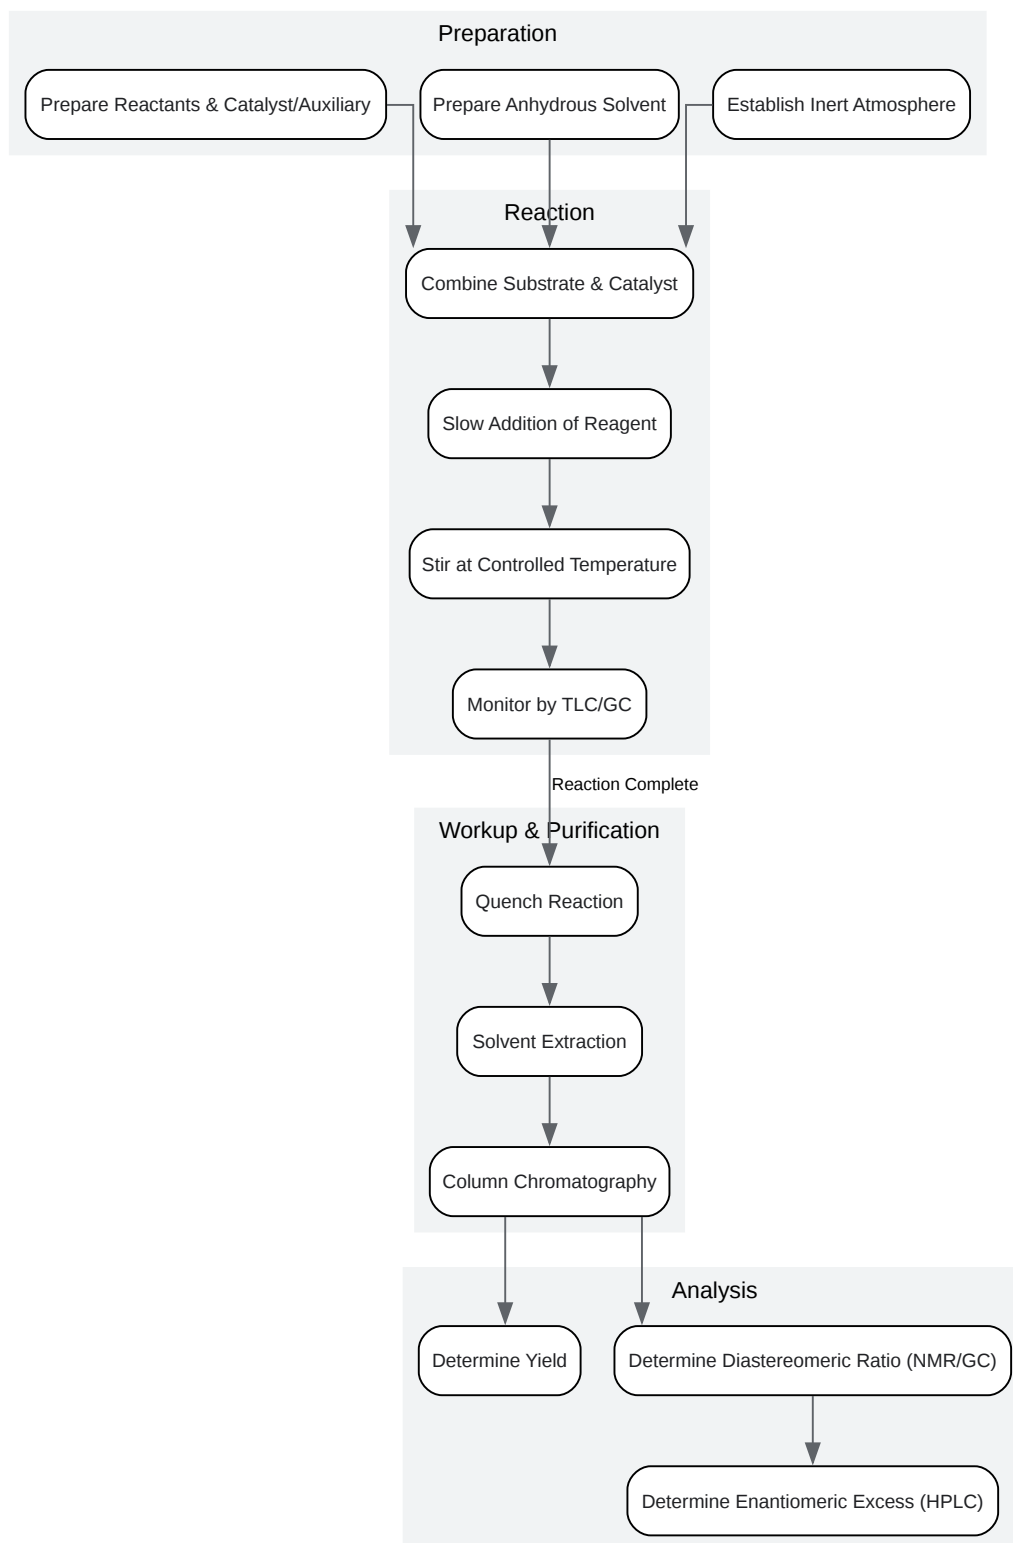 Preparation
Prepare Reactants & Catalyst/Auxiliary
Prepare Anhydrous Solvent
Establish Inert Atmosphere
Reaction
Combine Substrate & Catalyst
Slow Addition of Reagent
Stir at Controlled Temperature
Monitor by TLC/GC
Reaction Complete
Workup & Purification
Quench Reaction
Solvent Extraction
Column Chromatography
Analysis
Determine Yield
Determine Diastereomeric Ratio (NMR/GC)
Determine Enantiomeric Excess (HPLC)